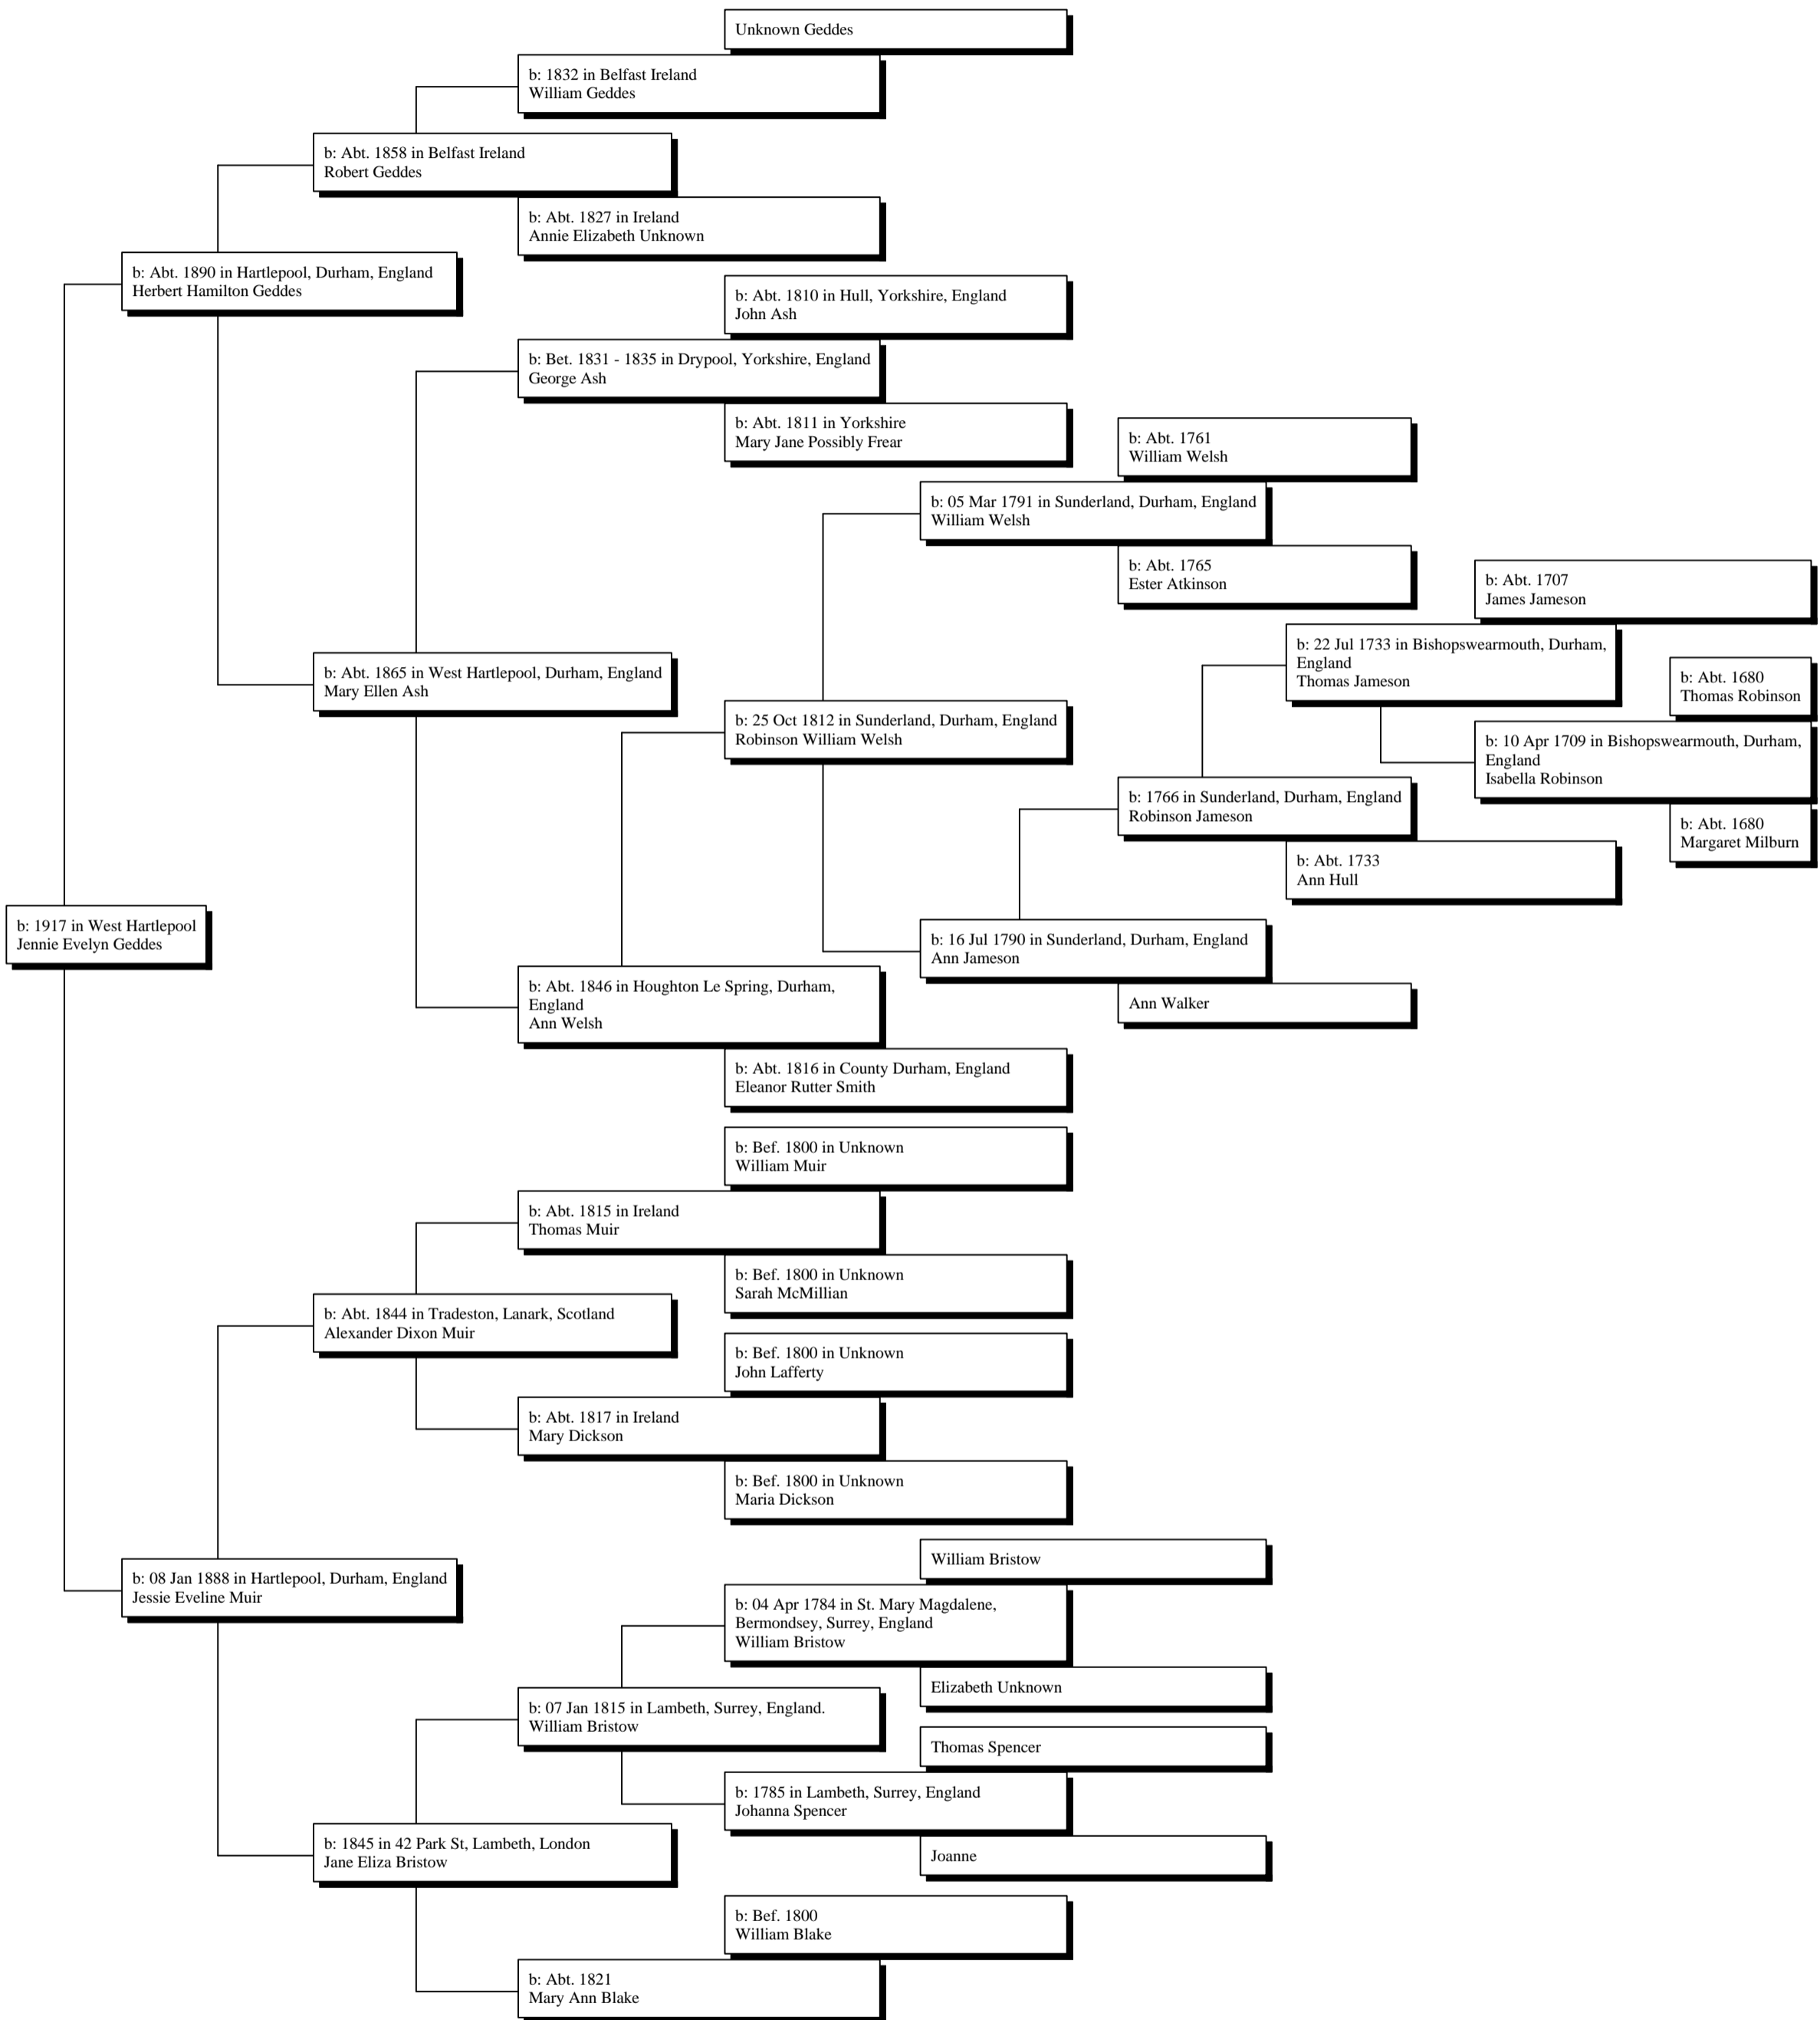 Unknown Geddes
b: 1832 in Belfast Ireland
William Geddes
b: Abt. 1858 in Belfast Ireland
Robert Geddes
b: Abt. 1827 in Ireland
Annie Elizabeth Unknown
b: Abt. 1890 in Hartlepool, Durham, England
Herbert Hamilton Geddes
b: Abt. 1810 in Hull, Yorkshire, England
John Ash
b: Bet. 1831 - 1835 in Drypool, Yorkshire, England
George Ash
b: Abt. 1811 in Yorkshire
Mary Jane Possibly Frear
b: Abt. 1761
William Welsh
b: 05 Mar 1791 in Sunderland, Durham, England
William Welsh
b: Abt. 1765
Ester Atkinson
b: Abt. 1707
James Jameson
b: 22 Jul 1733 in Bishopswearmouth, Durham,
England
Thomas Jameson
b: Abt. 1680
Thomas Robinson
b: Abt. 1865 in West Hartlepool, Durham, England
Mary Ellen Ash
b: 25 Oct 1812 in Sunderland, Durham, England
Robinson William Welsh
b: 10 Apr 1709 in Bishopswearmouth, Durham,
England
Isabella Robinson
b: 1766 in Sunderland, Durham, England
Robinson Jameson
b: Abt. 1680
Margaret Milburn
b: Abt. 1733
Ann Hull
b: 1917 in West Hartlepool
Jennie Evelyn Geddes
b: 16 Jul 1790 in Sunderland, Durham, England
Ann Jameson
b: Abt. 1846 in Houghton Le Spring, Durham,
England
Ann Welsh
Ann Walker
b: Abt. 1816 in County Durham, England
Eleanor Rutter Smith
b: Bef. 1800 in Unknown
William Muir
b: Abt. 1815 in Ireland
Thomas Muir
b: Bef. 1800 in Unknown
Sarah McMillian
b: Abt. 1844 in Tradeston, Lanark, Scotland
Alexander Dixon Muir
b: Bef. 1800 in Unknown
John Lafferty
b: Abt. 1817 in Ireland
Mary Dickson
b: Bef. 1800 in Unknown
Maria Dickson
b: 08 Jan 1888 in Hartlepool, Durham, England
Jessie Eveline Muir
William Bristow
b: 04 Apr 1784 in St. Mary Magdalene,
Bermondsey, Surrey, England
William Bristow
Elizabeth Unknown
b: 07 Jan 1815 in Lambeth, Surrey, England.
William Bristow
Thomas Spencer
b: 1785 in Lambeth, Surrey, England
Johanna Spencer
b: 1845 in 42 Park St, Lambeth, London
Jane Eliza Bristow
Joanne
b: Bef. 1800
William Blake
b: Abt. 1821
Mary Ann Blake